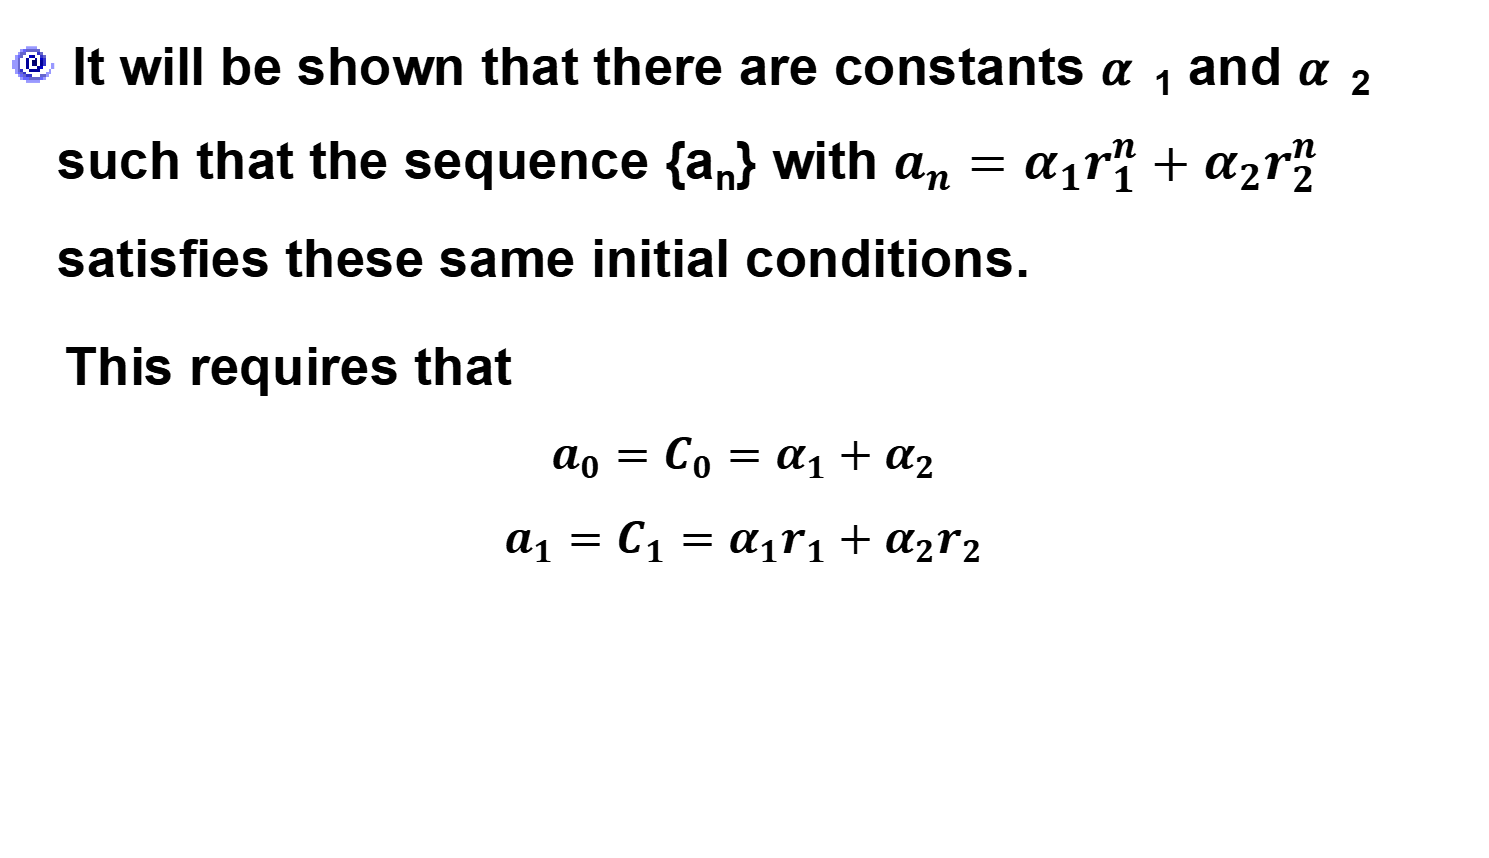 It will be shown that there are constants α ₁ and α ₂
such that the sequence {aₙ} with aₙ = α₁r₁ⁿ + α₂r₂ⁿ
satisfies these same initial conditions.
This requires that
a₀ = C₀ = α₁ + α₂
a₁ = C₁ = α₁r₁ + α₂r₂